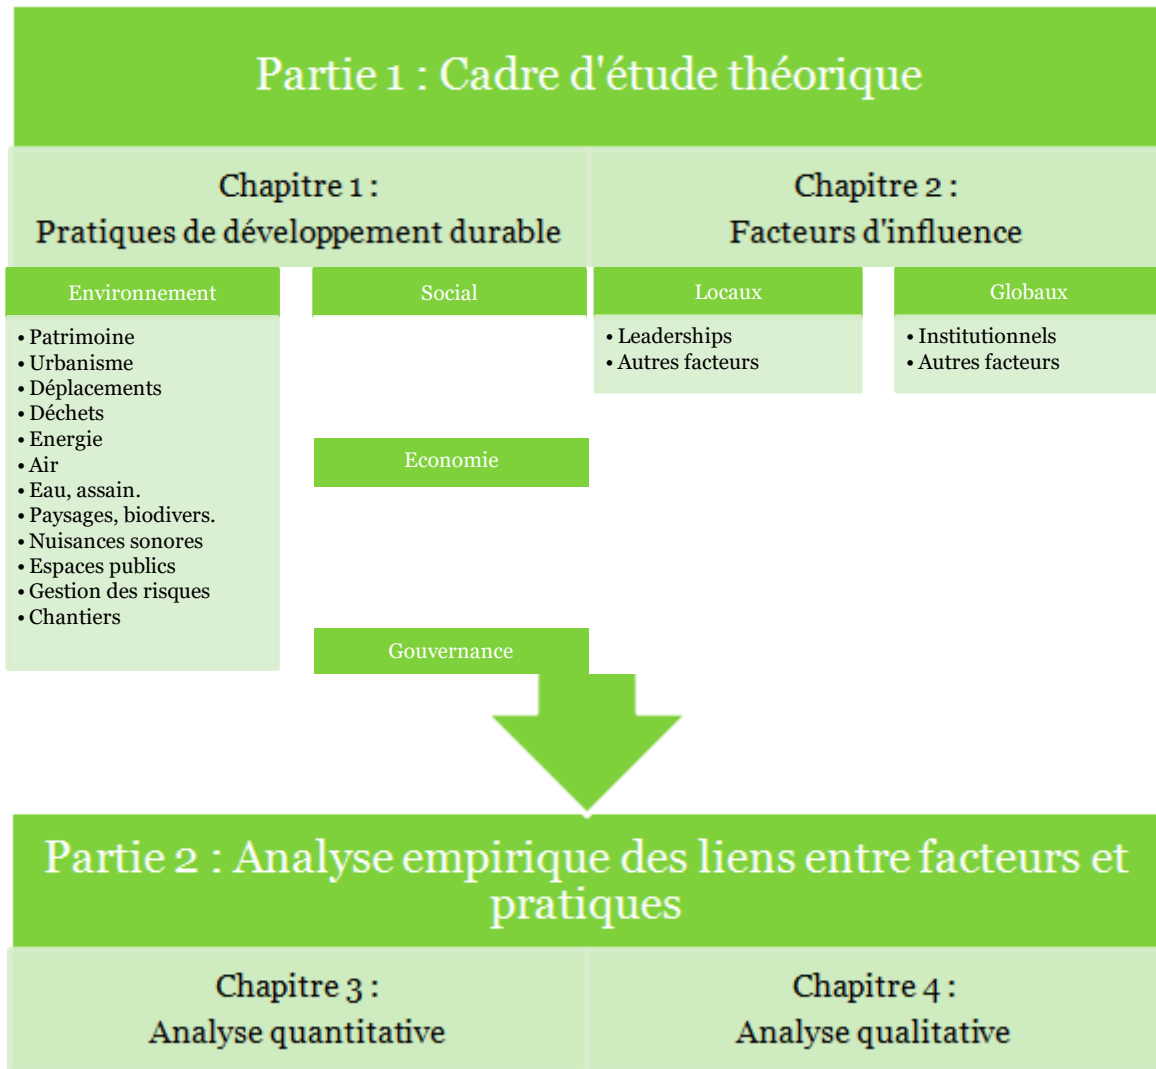 Partie 1 : Cadre d'étude théorique
Chapitre 1 :
Pratiques de développement durable
Chapitre 2 :
Facteurs d'influence
Environnement
• Patrimoine
• Urbanisme
• Déplacements
• Déchets
• Energie
• Air
• Eau, assain.
• Paysages, biodivers.
• Nuisances sonores
• Espaces publics
• Gestion des risques
• Chantiers
Social
Economie
Gouvernance
Locaux
• Leaderships
• Autres facteurs
Globaux
• Institutionnels
• Autres facteurs
Partie 2 : Analyse empirique des liens entre facteurs et
pratiques
Chapitre 3 :
Analyse quantitative
Chapitre 4 :
Analyse qualitative